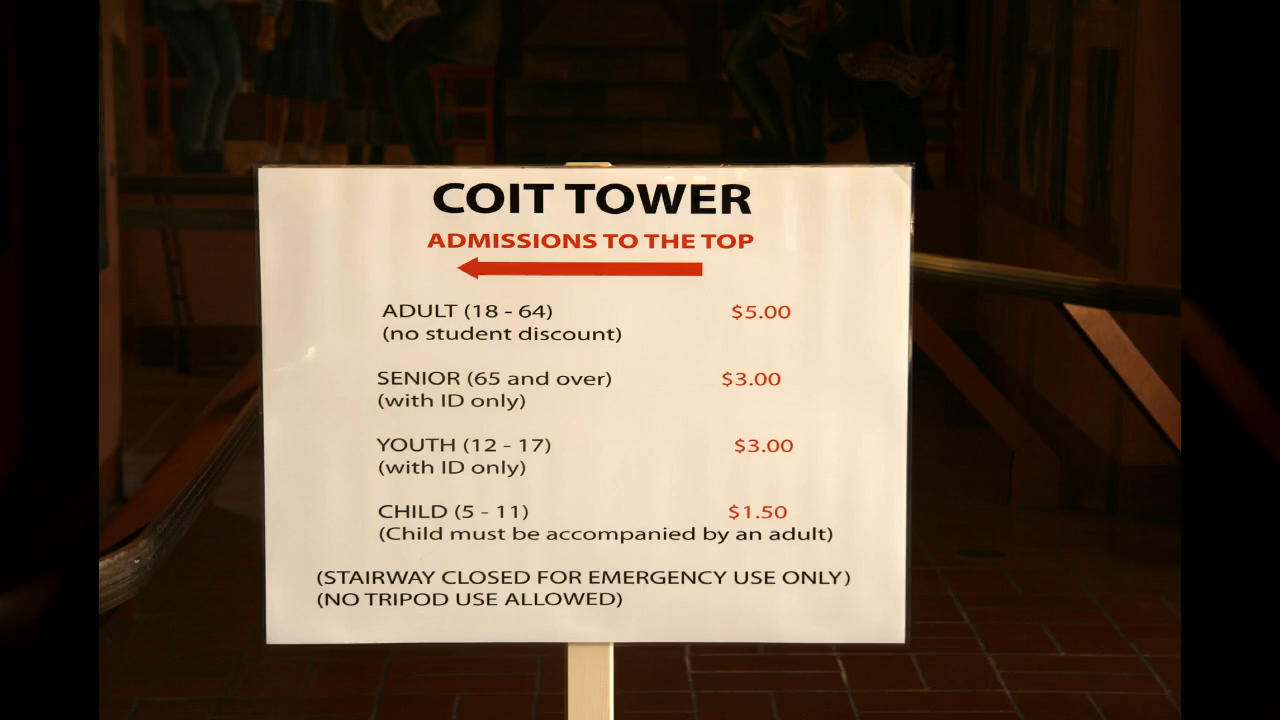 COIT TOWER
ADMISSIONS TO THE TOP
ADULT (18 - 64) $5.00
(no student discount)
SENIOR (65 and over) $3.00
(with ID only)
YOUTH (12 - 17) $3.00
(with ID only)
CHILD (5 - 11) $1.50
(Child must be accompanied by an adult)
(STAIRWAY CLOSED FOR EMERGENCY USE ONLY)
(NO TRIPOD USE ALLOWED)